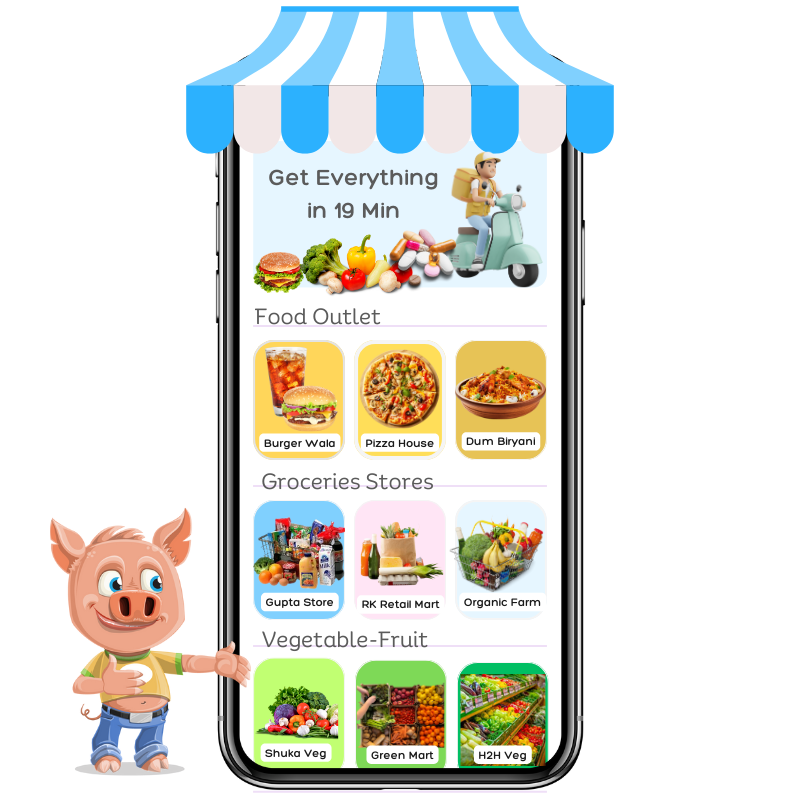 Get Everything
in 19 Min
Food Outlet
Burger Wala
Pizza House
Dum Biryani
Groceries Stores
Gupta Store
RK Retail Mart
Organic Farm
Vegetable-Fruit
Shuka Veg
Green Mart
H2H Veg